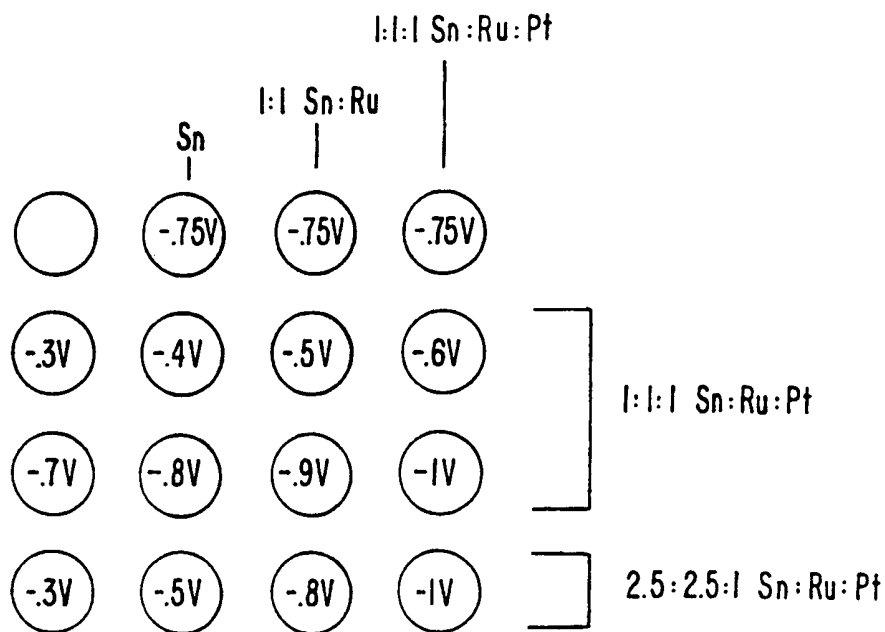 1:1:1 Sn:Ru:Pt
1:1 Sn:Ru
Sn
-.75V -.75V -.75V
-.3V -.4V -.5V -.6V
1:1:1 Sn:Ru:Pt
-.7V -.8V -.9V -1V
-.3V -.5V -.8V -1V 2.5:2.5:1 Sn:Ru:Pt